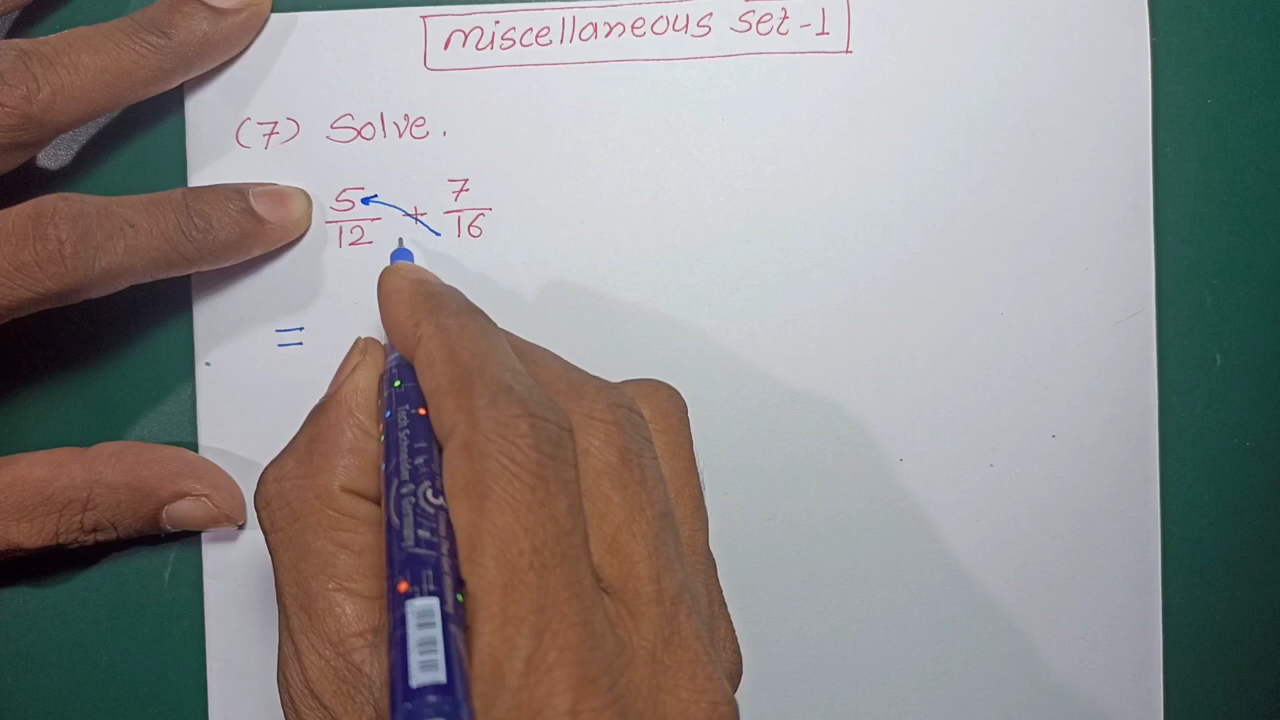 Miscellaneous Set-1
(7) Solve.
5/12 + 7/16
=